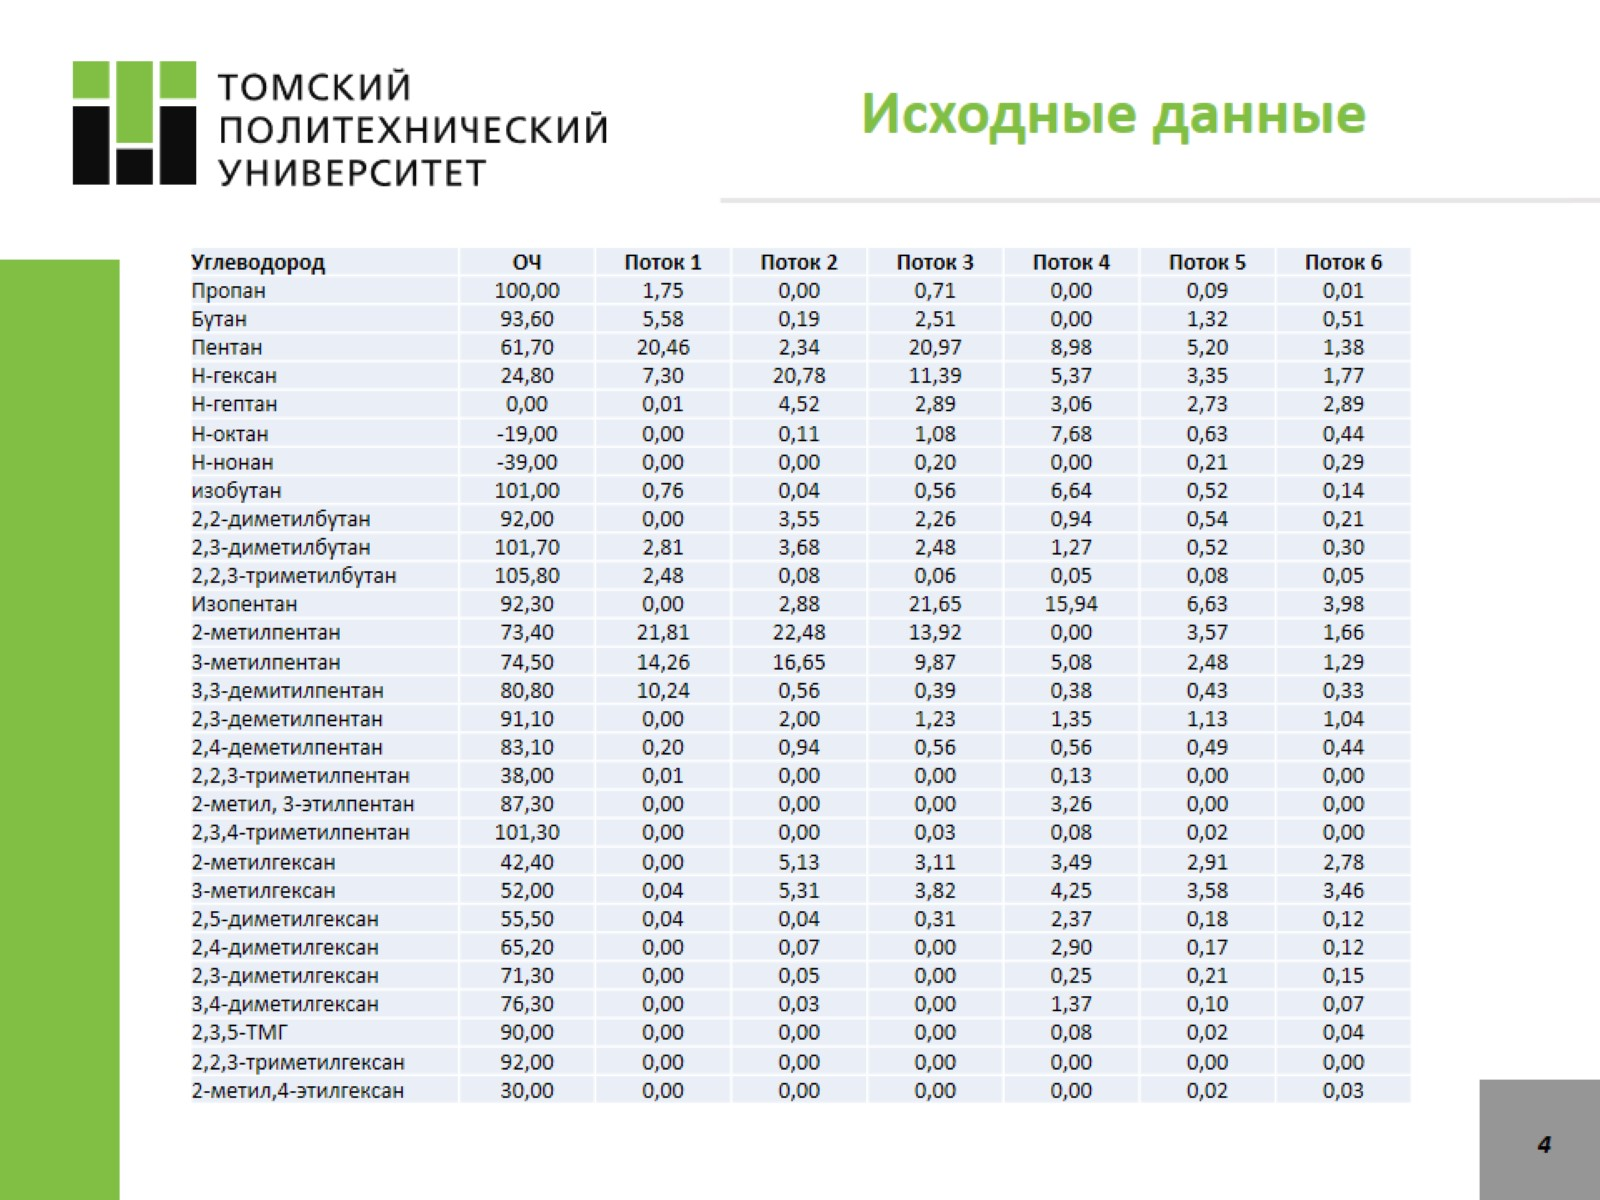 ТОМСКИЙ
ПОЛИТЕХНИЧЕСКИЙ
УНИВЕРСИТЕТ
Исходные данные
Углеводород ОЧ Поток 1 Поток 2 Поток 3 Поток 4 Поток 5 Поток 6
Пропан 100,00 1,75 0,00 0,71 0,00 0,09 0,01
Бутан 93,60 5,58 0,19 2,51 0,00 1,32 0,51
Пентан 61,70 20,46 2,34 20,97 8,98 5,20 1,38
Н-гексан 24,80 7,30 20,78 11,39 5,37 3,35 1,77
Н-гептан 0,00 0,01 4,52 2,89 3,06 2,73 2,89
Н-октан -19,00 0,00 0,11 1,08 7,68 0,63 0,44
Н-нонан -39,00 0,00 0,00 0,20 0,00 0,21 0,29
изобутан 101,00 0,76 0,04 0,56 6,64 0,52 0,14
2,2-диметилбутан 92,00 0,00 3,55 2,26 0,94 0,54 0,21
2,3-диметилбутан 101,70 2,81 3,68 2,48 1,27 0,52 0,30
2,2,3-триметилбутан 105,80 2,48 0,08 0,06 0,05 0,08 0,05
Изопентан 92,30 0,00 2,88 21,65 15,94 6,63 3,98
2-метилпентан 73,40 21,81 22,48 13,92 0,00 3,57 1,66
3-метилпентан 74,50 14,26 16,65 9,87 5,08 2,48 1,29
3,3-демитилпентан 80,80 10,24 0,56 0,39 0,38 0,43 0,33
2,3-деметилпентан 91,10 0,00 2,00 1,23 1,35 1,13 1,04
2,4-деметилпентан 83,10 0,20 0,94 0,56 0,56 0,49 0,44
2,2,3-триметилпентан 38,00 0,01 0,00 0,00 0,13 0,00 0,00
2-метил, 3-этилпентан 87,30 0,00 0,00 0,00 3,26 0,00 0,00
2,3,4-триметилпентан 101,30 0,00 0,00 0,03 0,08 0,02 0,00
2-метилгексан 42,40 0,00 5,13 3,11 3,49 2,91 2,78
3-метилгексан 52,00 0,04 5,31 3,82 4,25 3,58 3,46
2,5-диметилгексан 55,50 0,04 0,04 0,31 2,37 0,18 0,12
2,4-диметилгексан 65,20 0,00 0,07 0,00 2,90 0,17 0,12
2,3-диметилгексан 71,30 0,00 0,05 0,00 0,25 0,21 0,15
3,4-диметилгексан 76,30 0,00 0,03 0,00 1,37 0,10 0,07
2,3,5-ТМГ 90,00 0,00 0,00 0,00 0,08 0,02 0,04
2,2,3-триметилгексан 92,00 0,00 0,00 0,00 0,00 0,00 0,00
2-метил,4-этилгексан 30,00 0,00 0,00 0,00 0,00 0,02 0,03
4